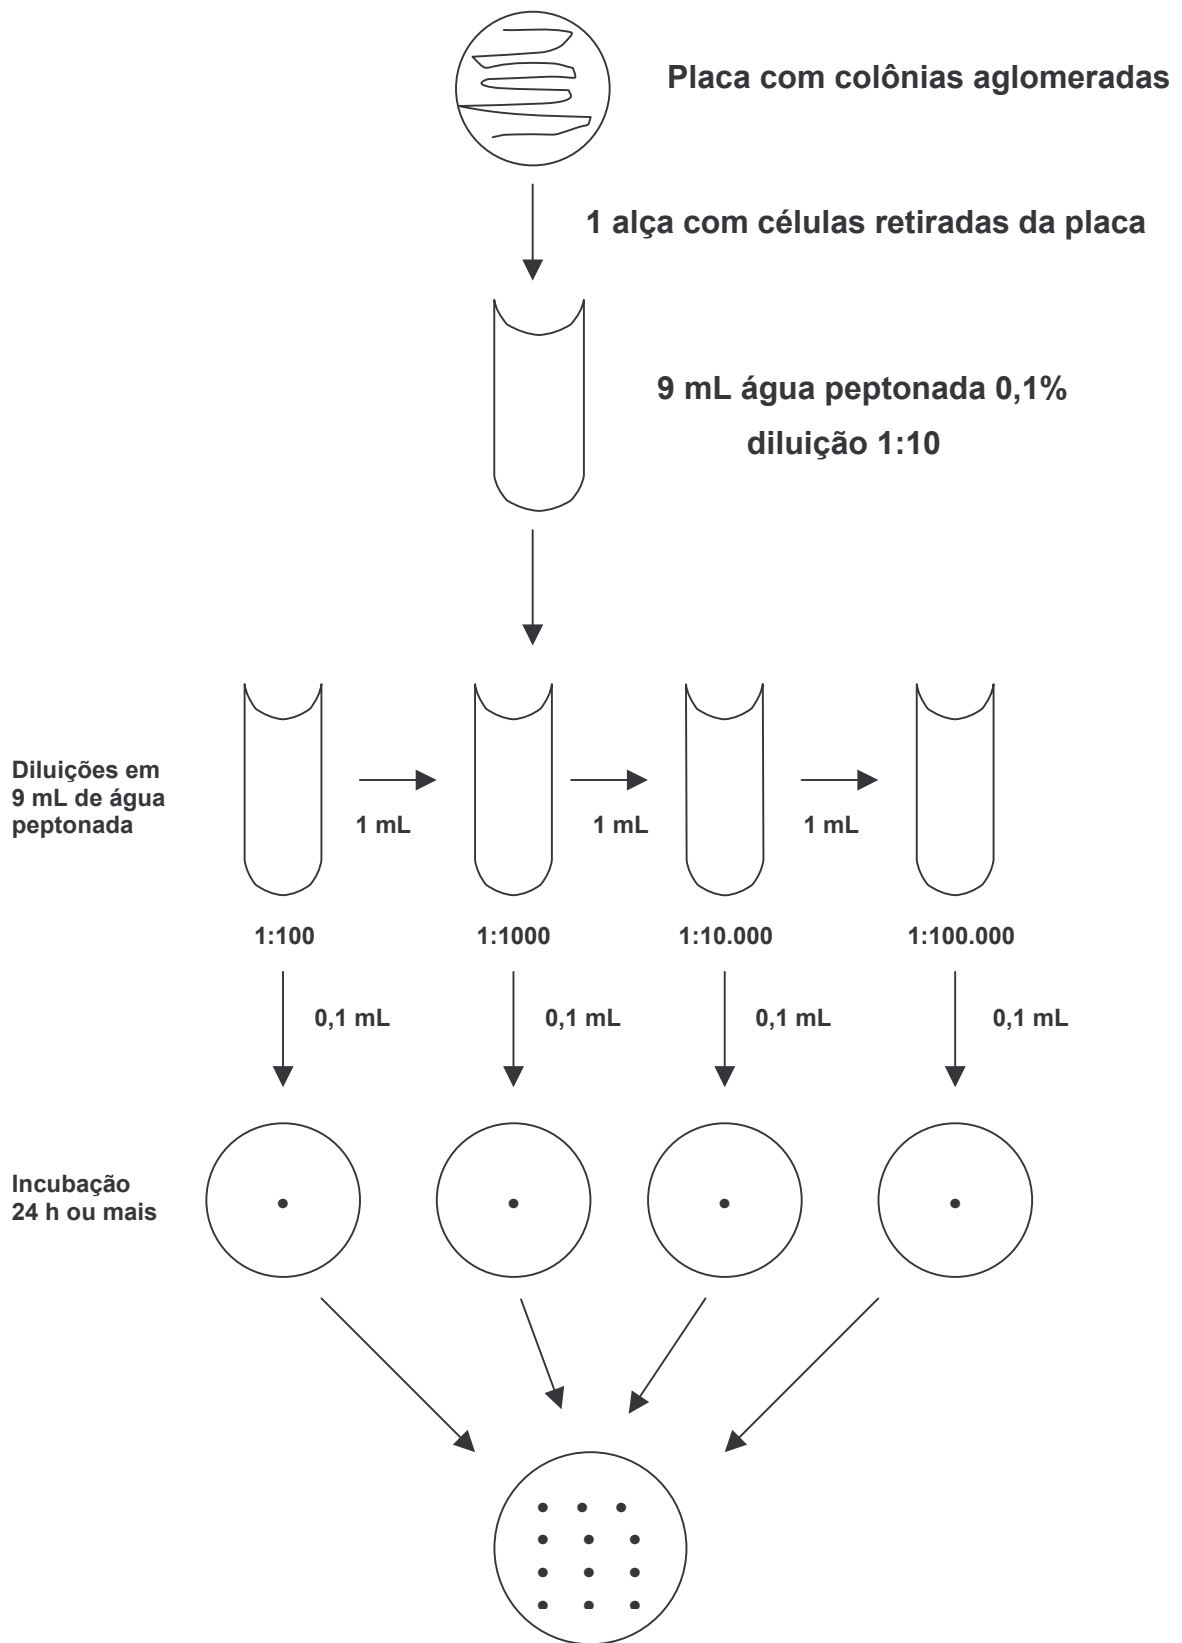 Placa com colônias aglomeradas
1 alça com células retiradas da placa
9 mL água peptonada 0,1%
diluição 1:10
Diluições em
9 mL de água
peptonada
1 mL
1 mL
1 mL
1:100
1:1000
1:10.000
1:100.000
0,1 mL
0,1 mL
0,1 mL
0,1 mL
Incubação
24 h ou mais